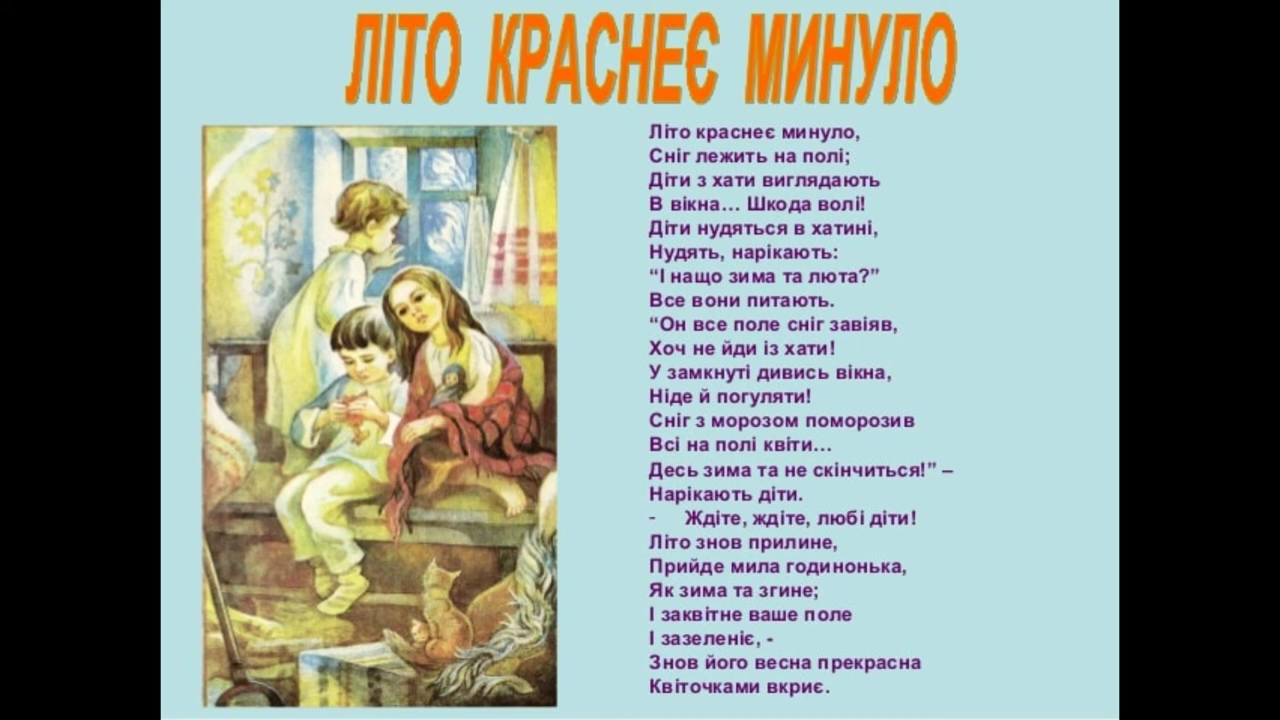 ЛІТО КРАСНЕЄ МИНУЛО
Літо краснеє минуло,
Сніг лежить на полі;
Діти з хати виглядають
В вікна… Шкода волі!
Діти нудяться в хатині,
Нудять, нарікають:
“І нащо зима та люта?”
Все вони питають.
“Он все поле сніг завіяв,
Хоч не йди із хати!
У замкнуті дивись вікна,
Ніде й погуляти!
Сніг з морозом поморозив
Всі на полі квіти…
Десь зима та не скінчиться!” –
Нарікають діти.
- Ждіте, ждіте, любі діти!
Літо знов прилине,
Прийде мила годинонька,
Як зима та згине;
І заквітне ваше поле
І зазеленіє, -
Знов його весна прекрасна
Квіточками вкриє.